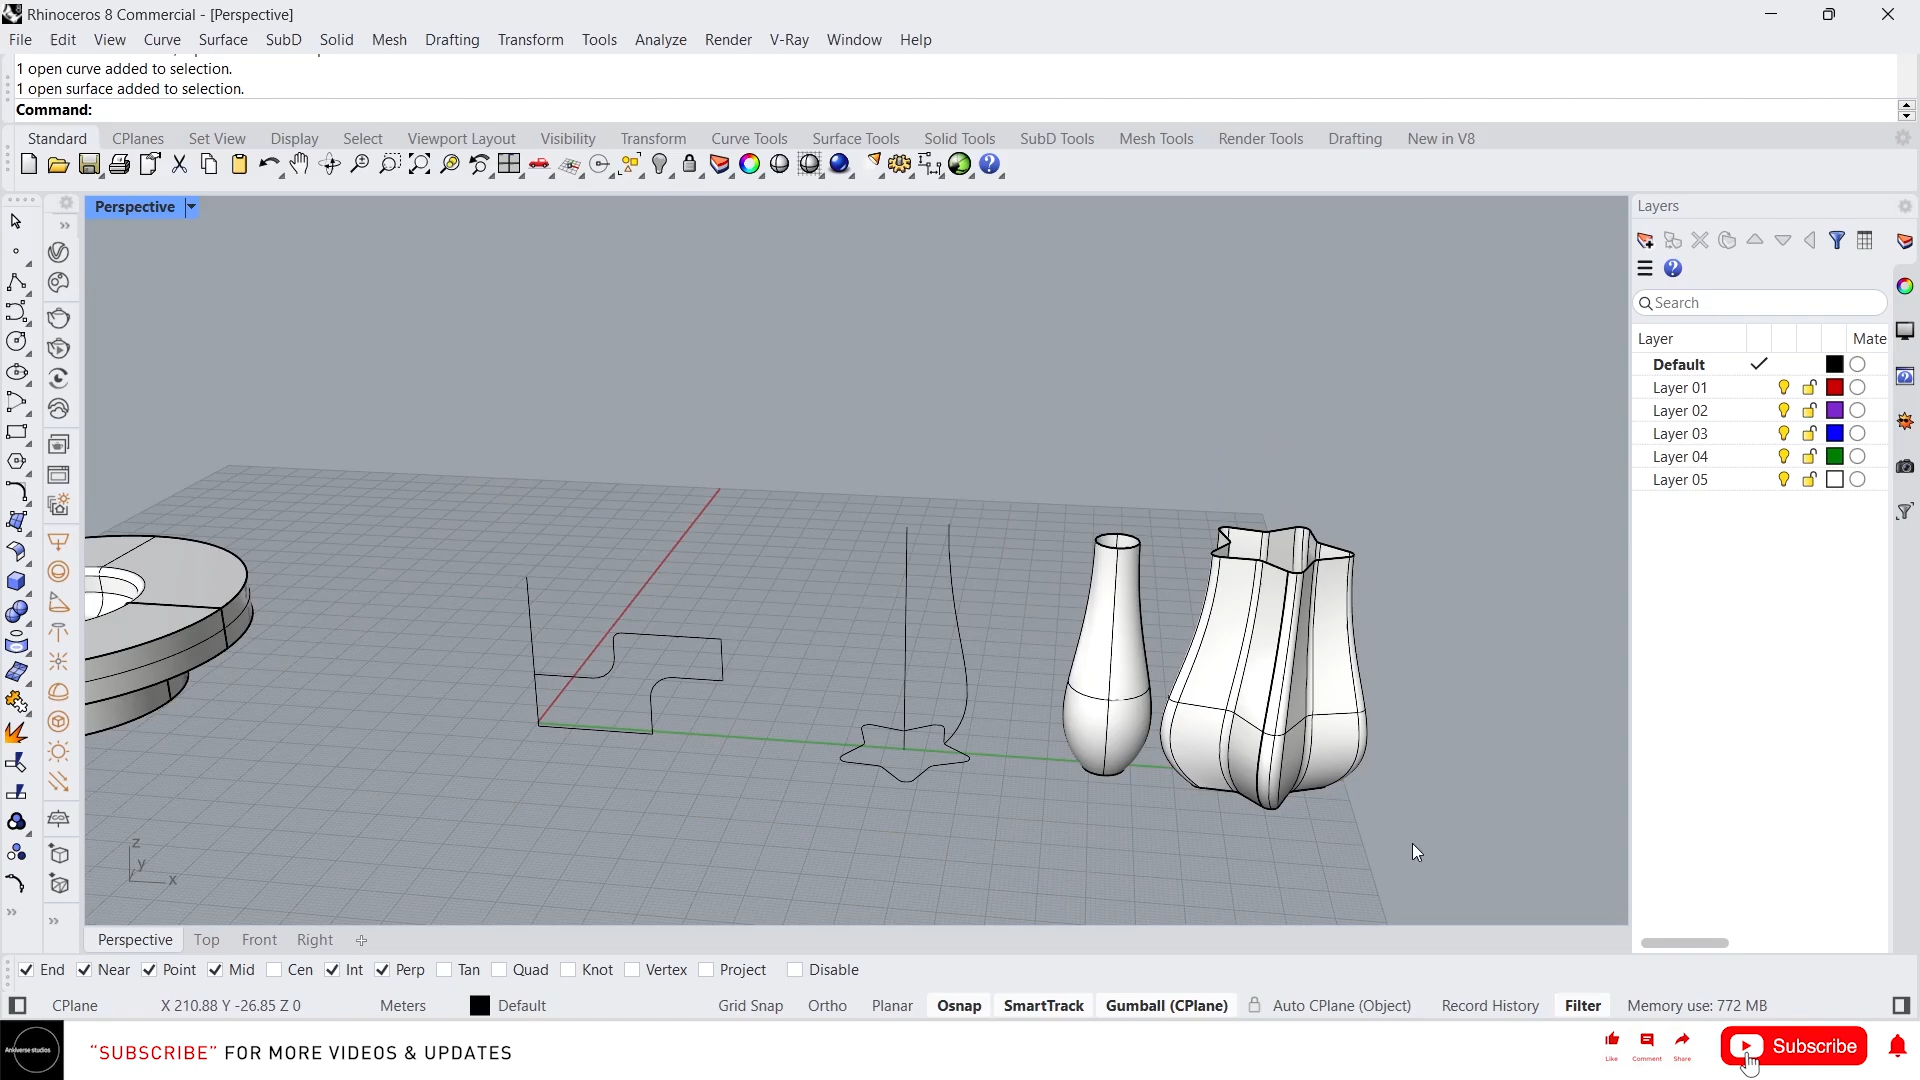 Rhinoceros 8 Commercial - [Perspective]
File Edit View Curve Surface SubD Solid Mesh Drafting Transform Tools Analyze Render V-Ray Window Help
1 open curve added to selection.
1 open surface added to selection.
Command:
Standard CPlanes Set View Display Select Viewport Layout Visibility Transform Curve Tools Surface Tools Solid Tools SubD Tools Mesh Tools Render Tools Drafting New in V8
Perspective
Layers
Search
Layer Mate
Default
Layer 01
Layer 02
Layer 03
Layer 04
Layer 05
z
y
x
Perspective Top Front Right
End Near Point Mid Cen Int Perp Tan Quad Knot Vertex Project Disable
CPlane X 210.88 Y -26.85 Z 0 Meters Default Grid Snap Ortho Planar Osnap SmartTrack Gumball (CPlane) Auto CPlane (Object) Record History Filter Memory use: 772 MB
"SUBSCRIBE" FOR MORE VIDEOS & UPDATES
Like Comment Share
Subscribe